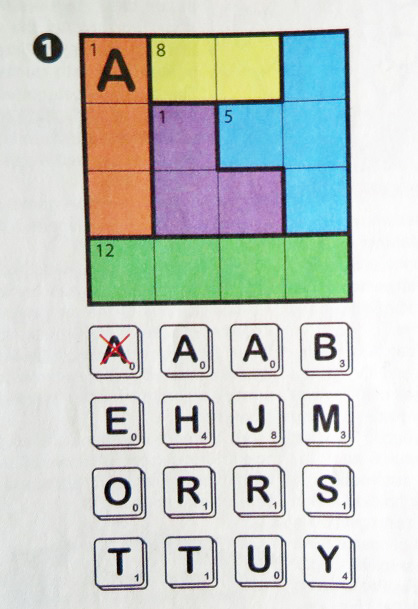 1
1 A 8
1 5
12
A0 A0 A0 B3
E0 H4 J8 M3
O0 R1 R1 S1
T1 T1 U0 Y4